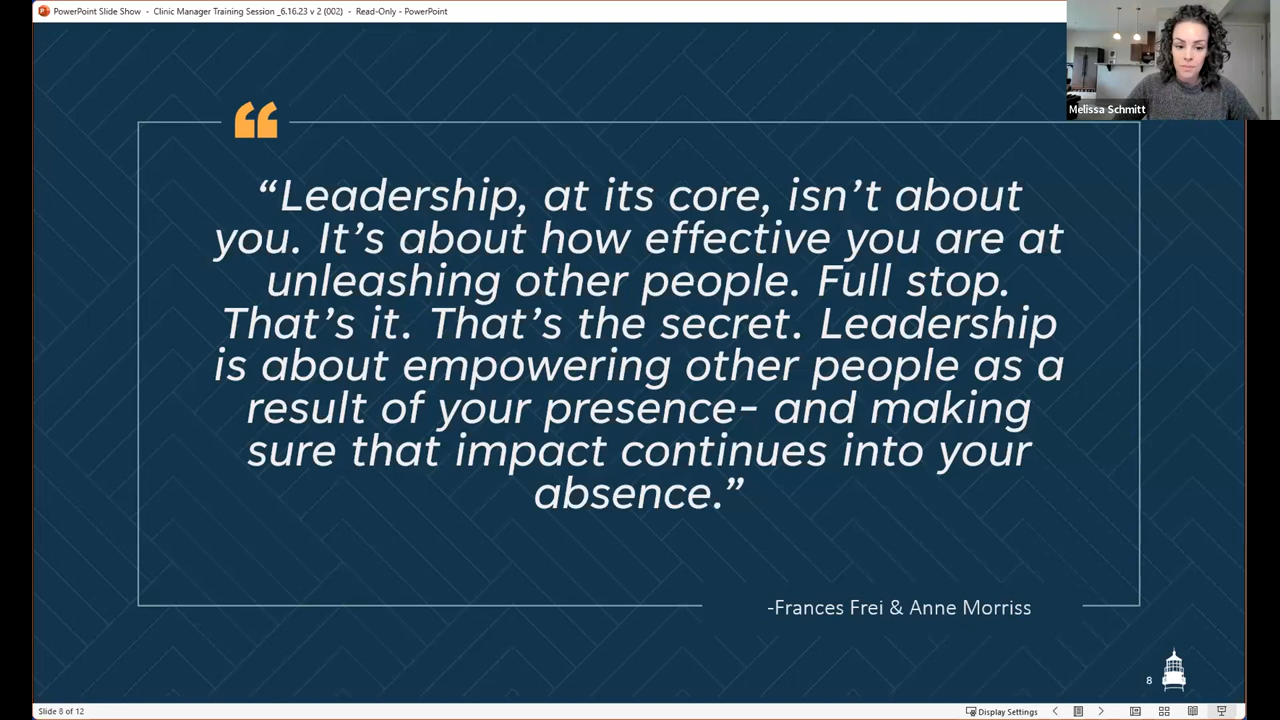 PowerPoint Slide Show - Clinic Manager Training Session _6.16.23 v 2 (002) - Read-Only - PowerPoint
Melissa Schmitt
“Leadership, at its core, isn’t about
you. It’s about how effective you are at
unleashing other people. Full stop.
That’s it. That’s the secret. Leadership
is about empowering other people as a
result of your presence- and making
sure that impact continues into your
absence.”
-Frances Frei & Anne Morriss
8
Slide 8 of 12
Display Settings